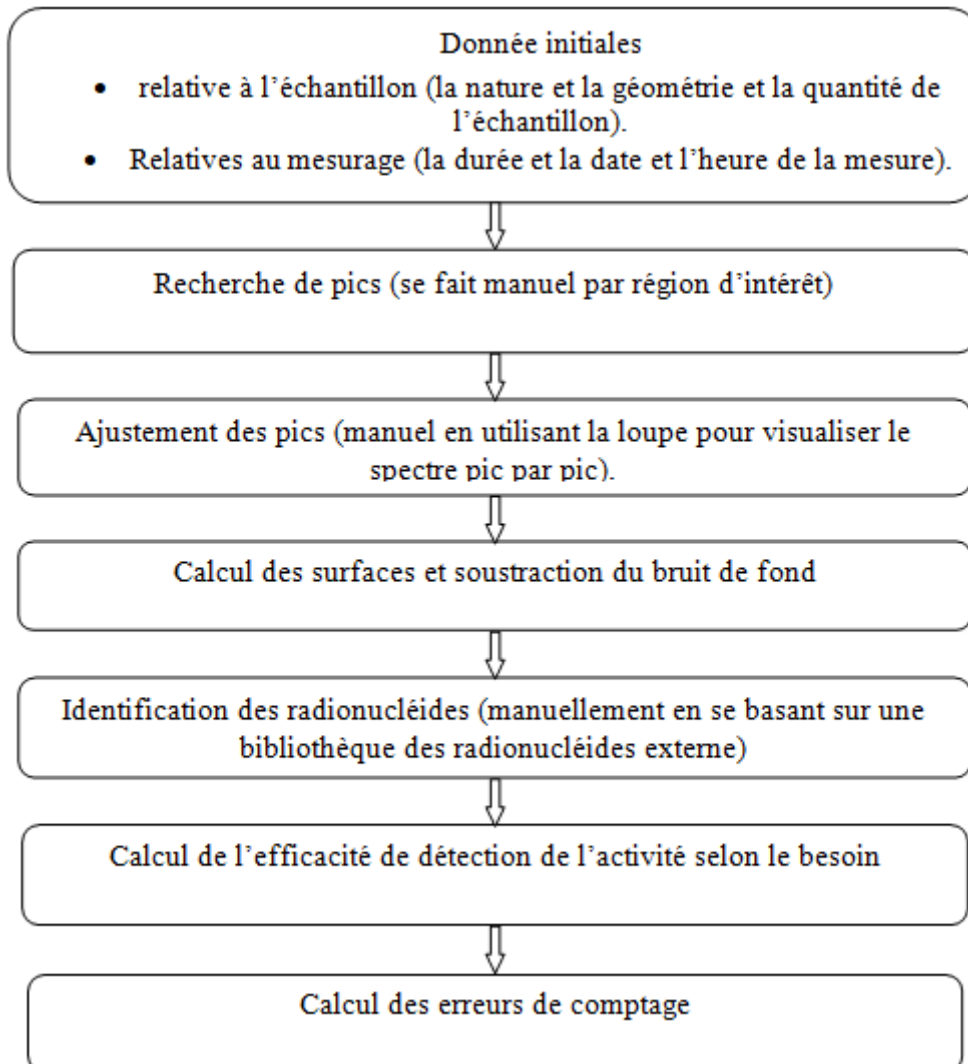 Donnée initiales
• relative à l’échantillon (la nature et la géométrie et la quantité de
l’échantillon).
• Relatives au mesurage (la durée et la date et l’heure de la mesure).
Recherche de pics (se fait manuel par région d’intérêt)
Ajustement des pics (manuel en utilisant la loupe pour visualiser le
spectre pic par pic).
Calcul des surfaces et soustraction du bruit de fond
Identification des radionucléides (manuellement en se basant sur une
bibliothèque des radionucléides externe)
Calcul de l’efficacité de détection de l’activité selon le besoin
Calcul des erreurs de comptage